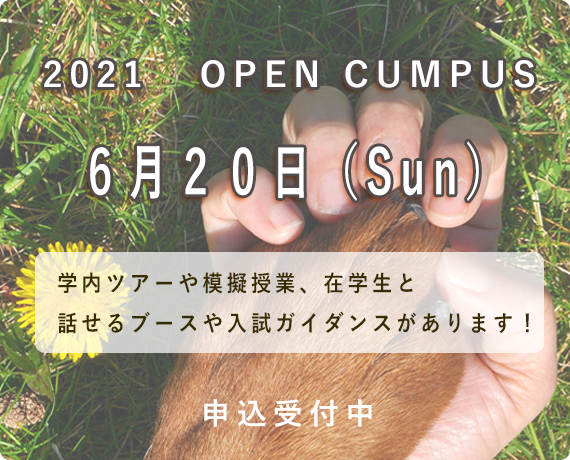 2021 OPEN CUMPUS
6月20日(Sun)
学内ツアーや模擬授業、在学生と
話せるブースや入試ガイダンスがあります！
申込受付中